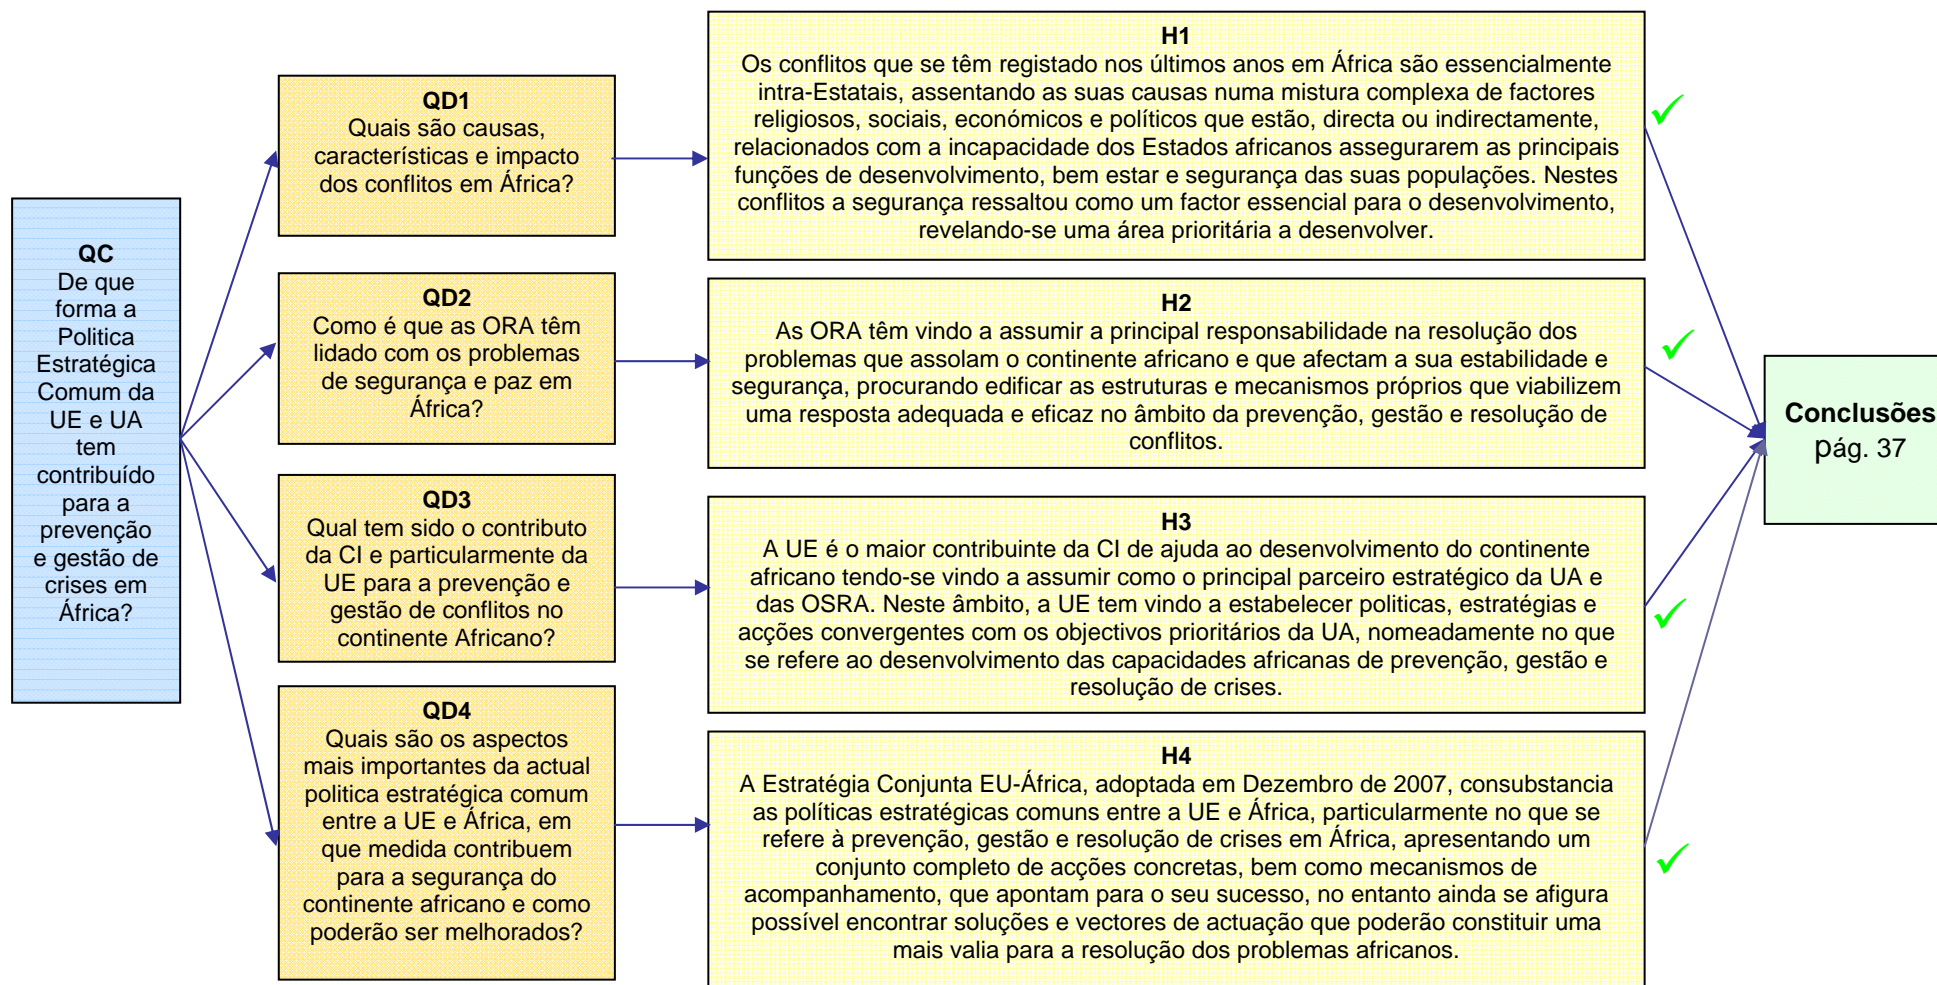 QC
De que
forma a
Politica
Estratégica
Comum da
UE e UA
tem
contribuído
para a
prevenção
e gestão de
crises em
África?
QD1
Quais são causas,
características e impacto
dos conflitos em África?
QD2
Como é que as ORA têm
lidado com os problemas
de segurança e paz em
África?
QD3
Qual tem sido o contributo
da CI e particularmente da
UE para a prevenção e
gestão de conflitos no
continente Africano?
QD4
Quais são os aspectos
mais importantes da actual
politica estratégica comum
entre a UE e África, em
que medida contribuem
para a segurança do
continente africano e como
poderão ser melhorados?
H1
Os conflitos que se têm registado nos últimos anos em África são essencialmente
intra-Estatais, assentando as suas causas numa mistura complexa de factores
religiosos, sociais, económicos e políticos que estão, directa ou indirectamente,
relacionados com a incapacidade dos Estados africanos assegurarem as principais
funções de desenvolvimento, bem estar e segurança das suas populações. Nestes
conflitos a segurança ressaltou como um factor essencial para o desenvolvimento,
revelando-se uma área prioritária a desenvolver.
H2
As ORA têm vindo a assumir a principal responsabilidade na resolução dos
problemas que assolam o continente africano e que afectam a sua estabilidade e
segurança, procurando edificar as estruturas e mecanismos próprios que viabilizem
uma resposta adequada e eficaz no âmbito da prevenção, gestão e resolução de
conflitos.
H3
A UE é o maior contribuinte da CI de ajuda ao desenvolvimento do continente
africano tendo-se vindo a assumir como o principal parceiro estratégico da UA e
das OSRA. Neste âmbito, a UE tem vindo a estabelecer politicas, estratégias e
acções convergentes com os objectivos prioritários da UA, nomeadamente no que
se refere ao desenvolvimento das capacidades africanas de prevenção, gestão e
resolução de crises.
H4
A Estratégia Conjunta EU-África, adoptada em Dezembro de 2007, consubstancia
as políticas estratégicas comuns entre a UE e África, particularmente no que se
refere à prevenção, gestão e resolução de crises em África, apresentando um
conjunto completo de acções concretas, bem como mecanismos de
acompanhamento, que apontam para o seu sucesso, no entanto ainda se afigura
possível encontrar soluções e vectores de actuação que poderão constituir uma
mais valia para a resolução dos problemas africanos.
Conclusões
pág. 37